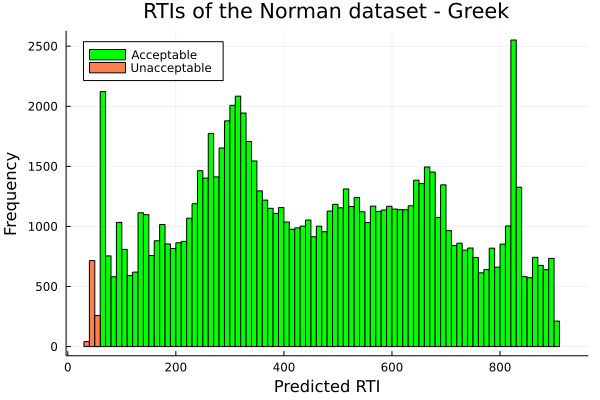 RTIs of the Norman dataset - Greek
Acceptable
Unacceptable
2500
2000
1500
1000
500
0
Frequency
0 200 400 600 800
Predicted RTI